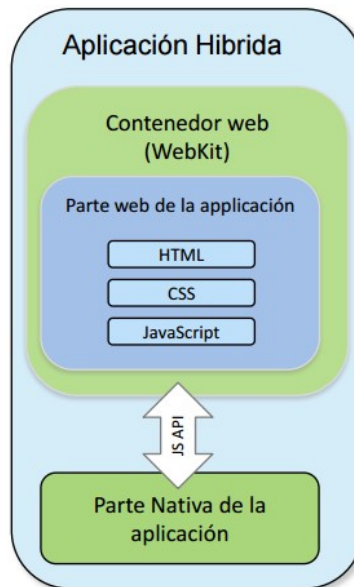 Aplicación Hibrida
Contenedor web
(WebKit)
Parte web de la applicación
HTML
CSS
JavaScript
JS API
Parte Nativa de la
aplicación